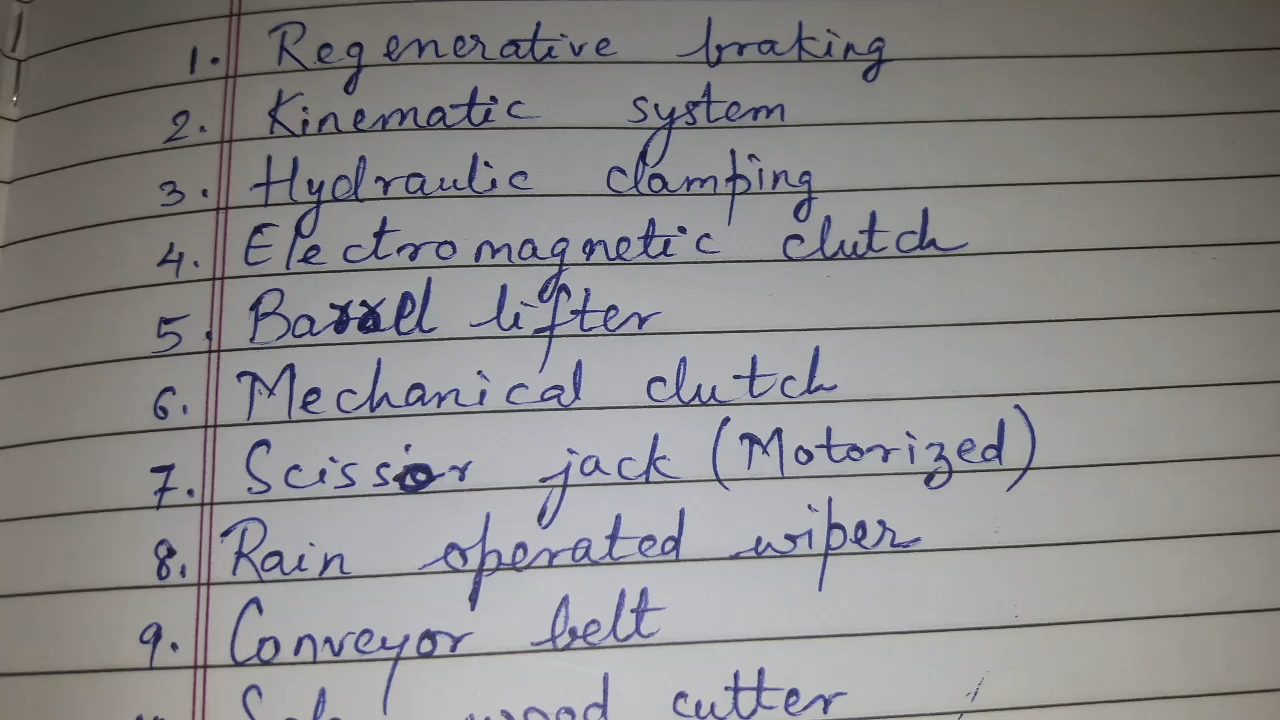 1. Regenerative braking
2. Kinematic system
3. Hydraulic clamping
4. Electromagnetic clutch
5. Barrel lifter
6. Mechanical clutch
7. Scissor jack (Motorized)
8. Rain operated wiper
9. Conveyor belt
wood cutter